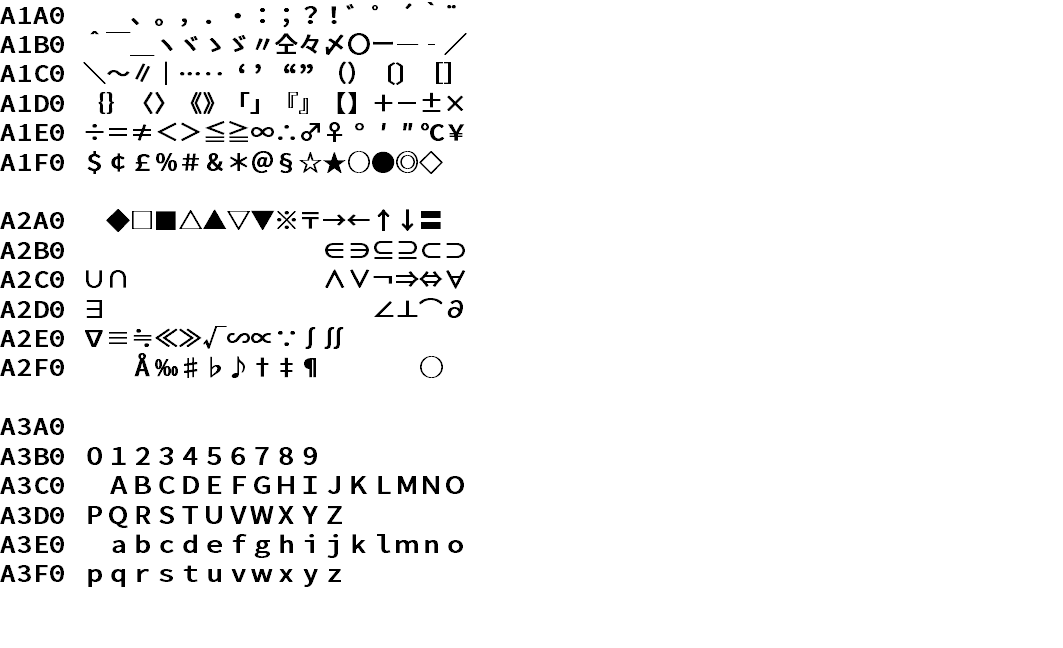 A1A0 　、。，．・：；？！゛゜´｀¨
A1B0 ＾￣＿ヽヾゝゞ〃仝々〆〇ー―‐／
A1C0 ＼～∥｜…‥‘’“”（）〔〕［］
A1D0 ｛｝〈〉《》「」『』【】＋－±×
A1E0 ÷＝≠＜＞≦≧∞∴♂♀°′″℃￥
A1F0 ＄￠￡％＃＆＊＠§☆★○●◎◇
A2A0 　◆□■△▲▽▼※〒→←↑↓〓
A2B0 　　　　　　　　　　∈∋⊆⊇⊂⊃
A2C0 ∪∩　　　　　　　　∧∨¬⇒⇔∀
A2D0 ∃　　　　　　　　　　　∠⊥⌒∂
A2E0 ∇≡≒≪≫√∽∝∵∫∬
A2F0 　　Å‰♯♭♪†‡¶　　　　◯
A3A0
A3B0 ０１２３４５６７８９
A3C0 　ＡＢＣＤＥＦＧＨＩＪＫＬＭＮＯ
A3D0 ＰＱＲＳＴＵＶＷＸＹＺ
A3E0 　ａｂｃｄｅｆｇｈｉｊｋｌｍｎｏ
A3F0 ｐｑｒｓｔｕｖｗｘｙｚ